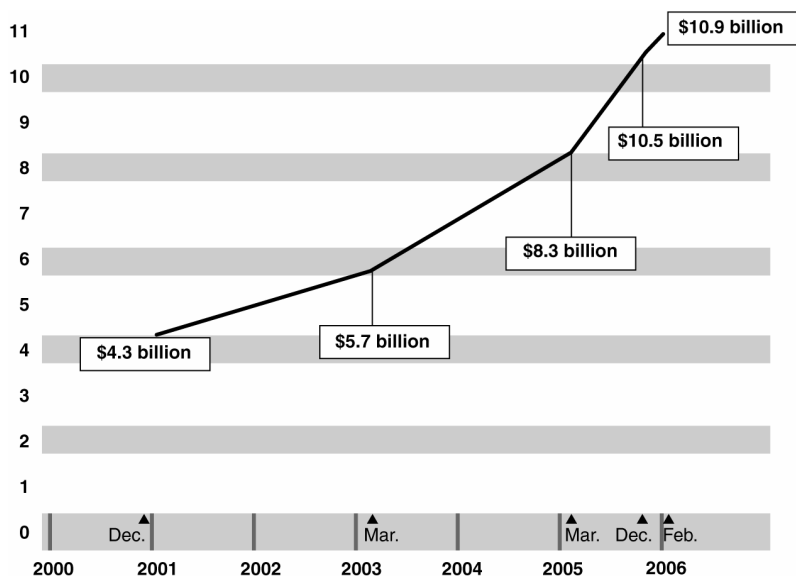 11
$10.9 billion
10
9
$10.5 billion
8
7
$8.3 billion
6
5
$5.7 billion
$4.3 billion
4
3
2
1
0
Dec. Mar. Mar. Dec. Feb.
2000 2001 2002 2003 2004 2005 2006